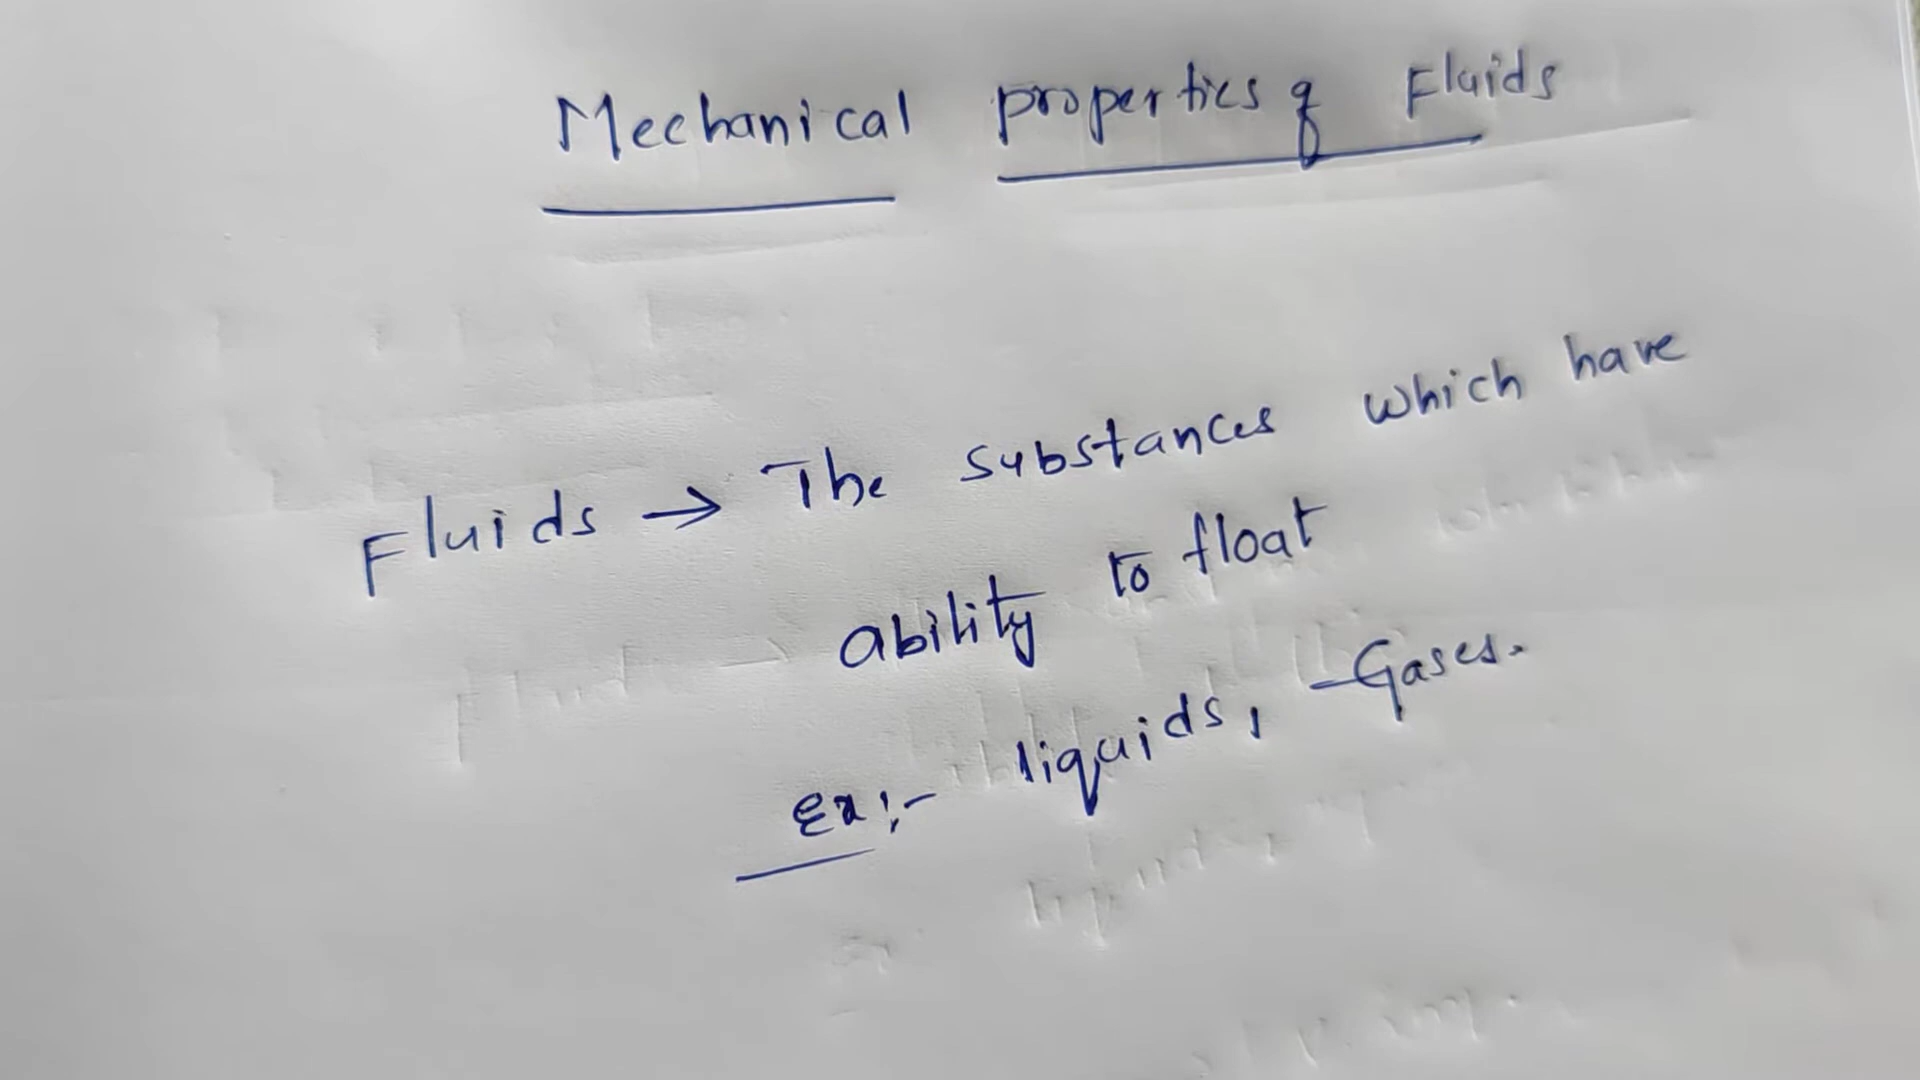 Mechanical properties of Fluids
Fluids → The substances which have
ability to float
Ex:- liquids, Gases.